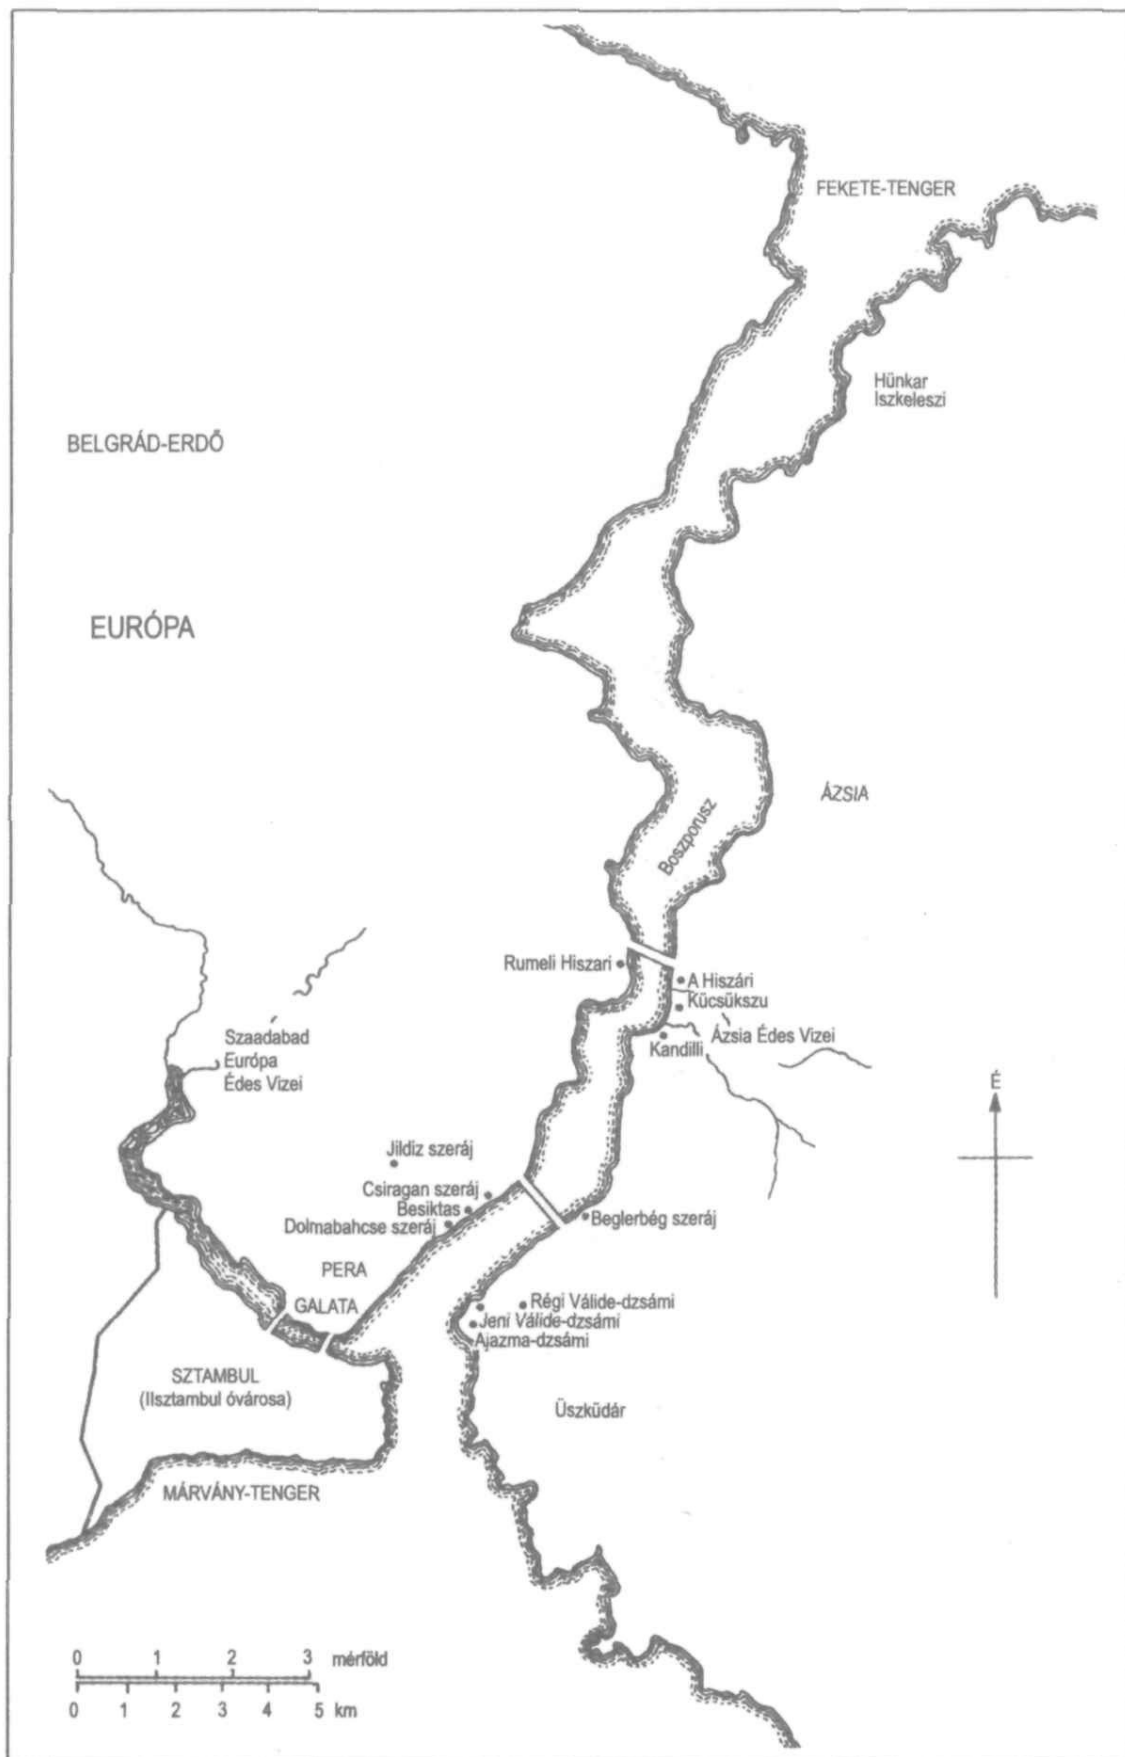 FEKETE-TENGER
Hünkar
Iszkeleszi
BELGRÁD-ERDŐ
EURÓPA
ÁZSIA
Boszporusz
Rumeli Hiszari
A Hiszári
Kücsükszu
Ázsia Édes Vizei
Kandilli
Szaadábad
Európa
Édes Vizei
É
Jildiz szeráj
Csiragan szeráj
Besiktas
Dolmabahcse szeráj
Beglerbég szeráj
PERA
GALATA
Régi Válide-dzsámi
Jeni Válide-dzsámi
Ajazma-dzsámi
SZTAMBUL
(IIsztambul óvárosa)
Üszküdár
MÁRVÁNY-TENGER
0 1 2 3 mérföld
0 1 2 3 4 5 km